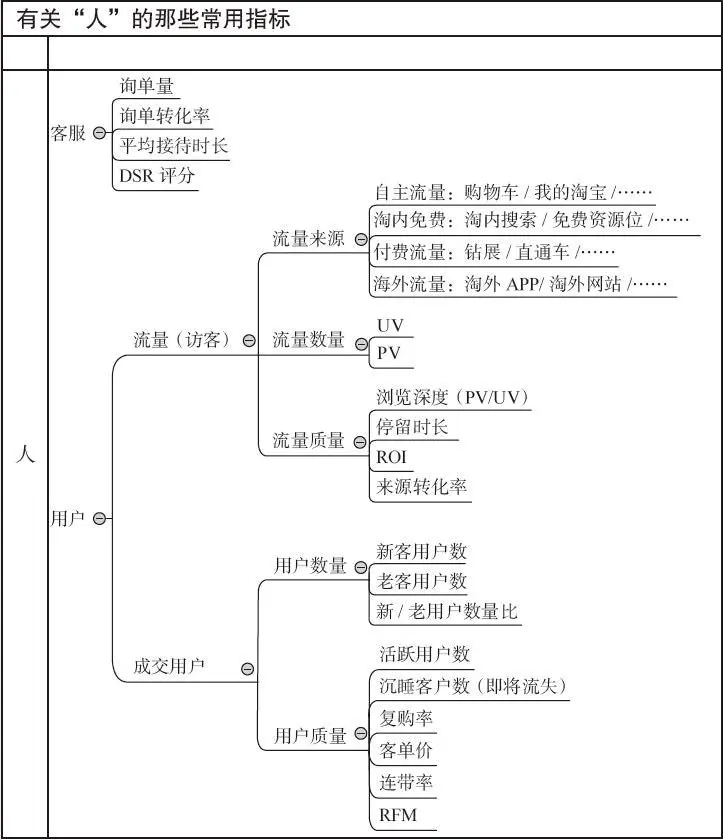 有关“人”的那些常用指标
人
客服
询单量
询单转化率
平均接待时长
DSR 评分
用户
流量（访客）
流量来源
自主流量：购物车 / 我的淘宝 /……
淘内免费：淘内搜索 / 免费资源位 /……
付费流量：钻展 / 直通车 /……
海外流量：淘外 APP/ 淘外网站 /……
流量数量
UV
PV
流量质量
浏览深度（PV/UV）
停留时长
ROI
来源转化率
成交用户
用户数量
新客用户数
老客用户数
新 / 老用户数量比
用户质量
活跃用户数
沉睡客户数（即将流失）
复购率
客单价
连带率
RFM